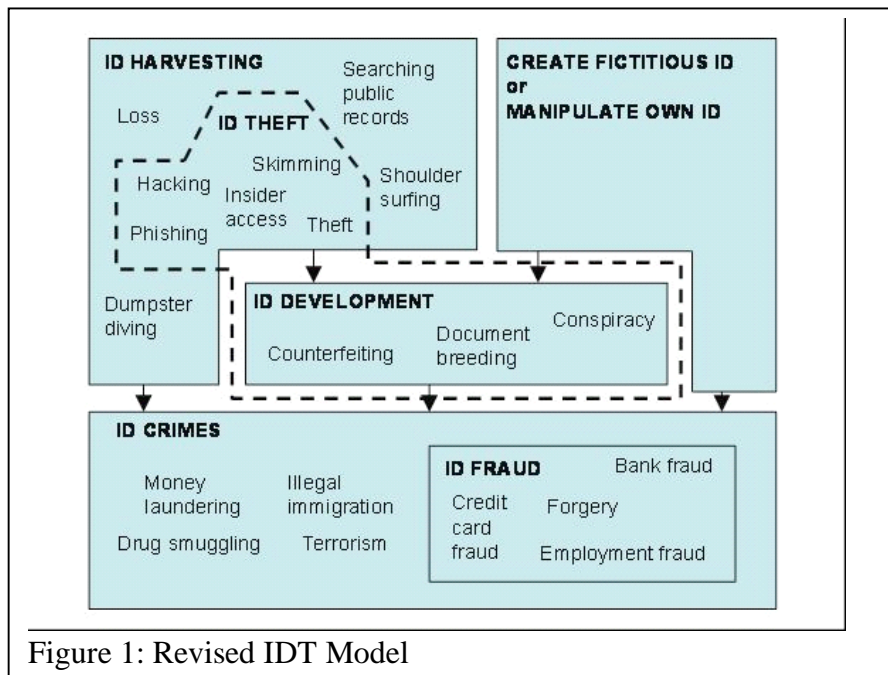 ID HARVESTING
Searching
public
records
Loss
ID THEFT
Skimming
Hacking
Insider
access
Shoulder
surfing
Phishing
Theft
Dumpster
diving
CREATE FICTITIOUS ID
or
MANIPULATE OWN ID
ID DEVELOPMENT
Counterfeiting
Document
breeding
Conspiracy
ID CRIMES
Money
laundering
Illegal
immigration
Drug smuggling
Terrorism
ID FRAUD
Bank fraud
Credit
card
fraud
Forgery
Employment fraud
Figure 1: Revised IDT Model